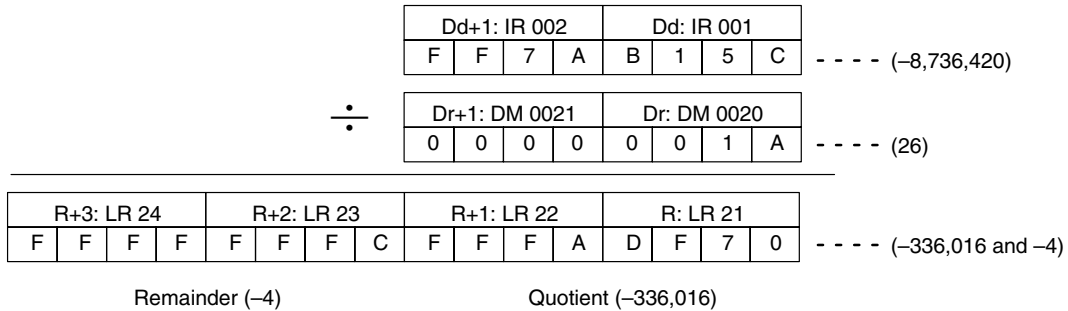 Dd+1: IR 002 Dd: IR 001
F F 7 A B 1 5 C - - - - (–8,736,420)
÷ Dr+1: DM 0021 Dr: DM 0020
0 0 0 0 0 0 1 A - - - - (26)
R+3: LR 24 R+2: LR 23 R+1: LR 22 R: LR 21
F F F F F F F C F F F A D F 7 0 - - - - (–336,016 and –4)
Remainder (–4) Quotient (–336,016)